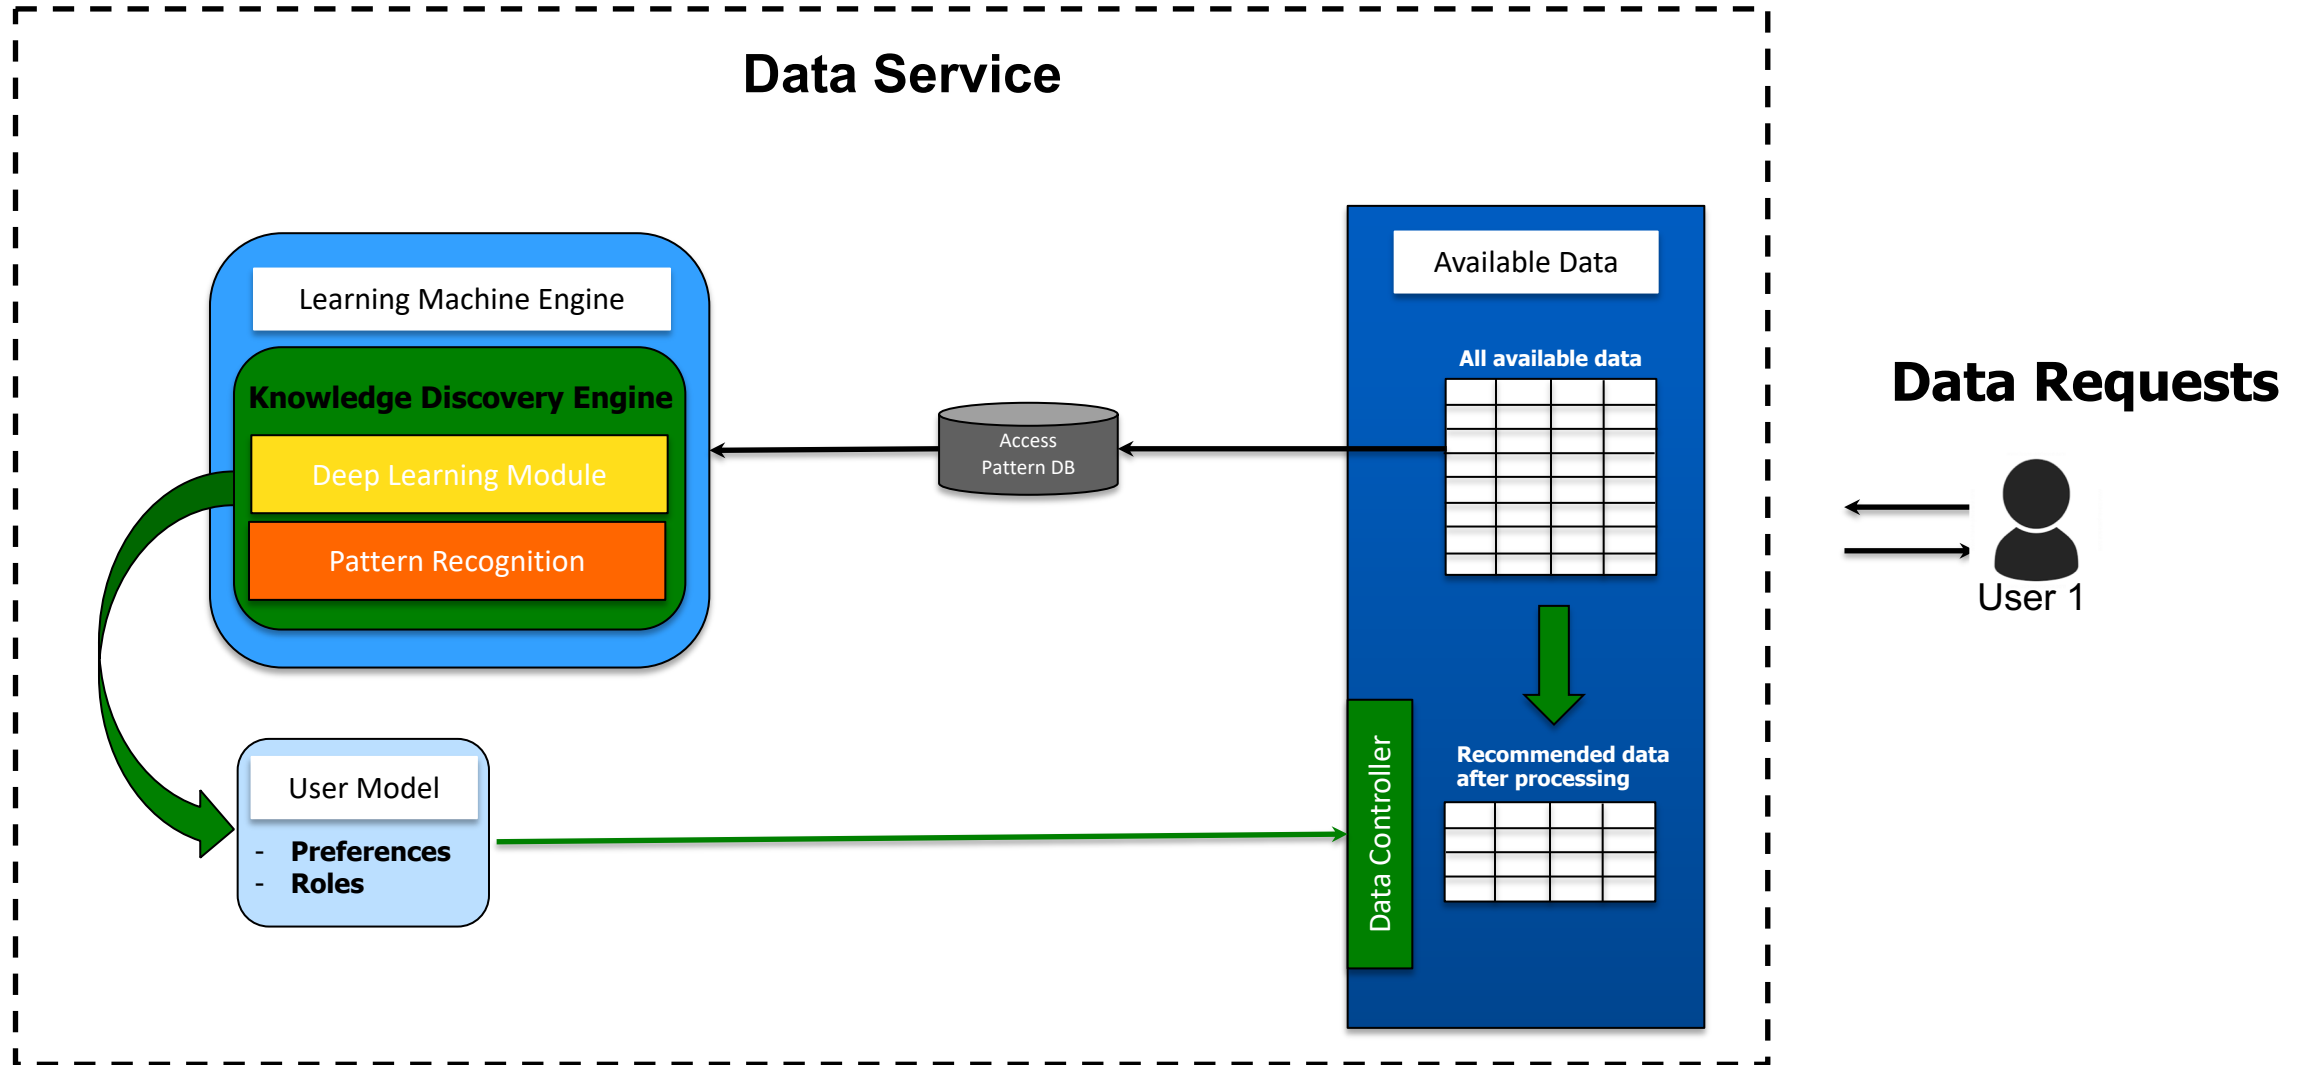 Data Service
Learning Machine Engine
Knowledge Discovery Engine
Deep Learning Module
Pattern Recognition
User Model
- Preferences
- Roles
Access
Pattern DB
Available Data
All available data
Recommended data
after processing
Data Controller
Data Requests
User 1